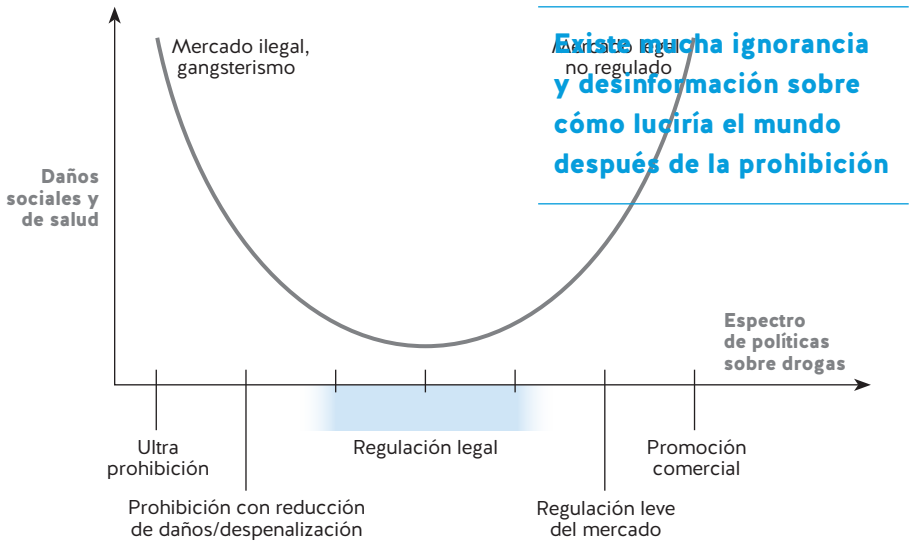 Mercado ilegal,
gangsterismo
Mercado legal
no regulado
Existe mucha ignorancia
y desinformación sobre
cómo luciría el mundo
después de la prohibición
Daños
sociales y
de salud
Espectro
de políticas
sobre drogas
Ultra
prohibición
Regulación legal
Promoción
comercial
Prohibición con reducción
de daños/despenalización
Regulación leve
del mercado